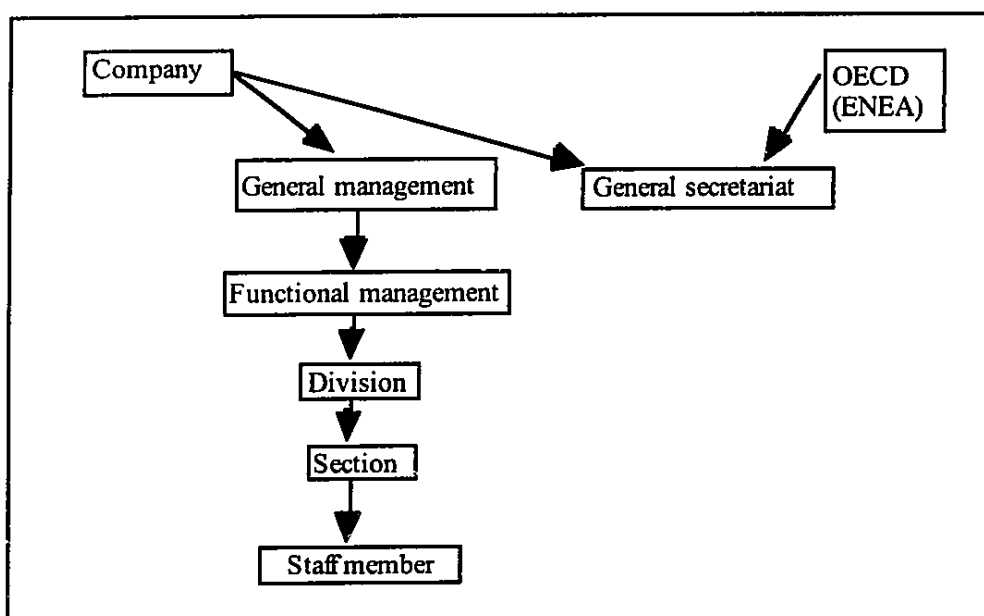 Company
OECD
(ENEA)
General management
General secretariat
Functional management
Division
Section
Staff member